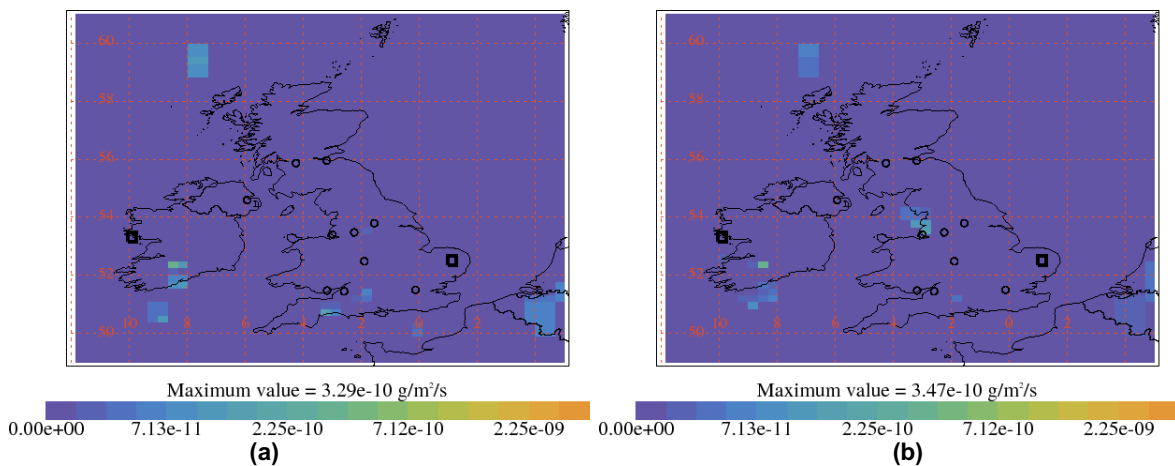 60 60
58 58
56 56
54 54
52 52
50 50
10 8 6 4 2 0 2 10 8 6 4 2 0 2
Maximum value = 3.29e-10 g/m²/s Maximum value = 3.47e-10 g/m²/s
0.00e+00 7.13e-11 2.25e-10 7.12e-10 2.25e-09 0.00e+00 7.13e-11 2.25e-10 7.12e-10 2.25e-09
(a) (b)